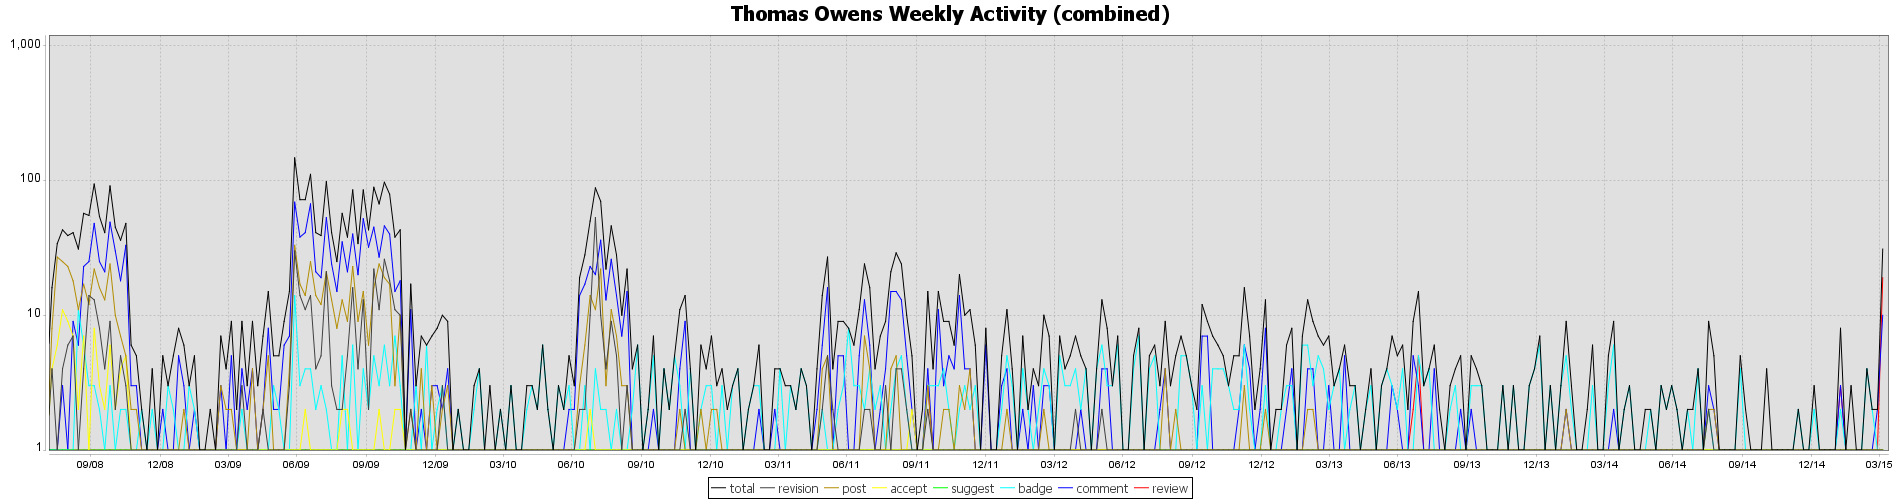 Thomas Owens Weekly Activity (combined)
1,000
100
10
1
09/08 12/08 03/09 06/09 09/09 12/09 03/10 06/10 09/10 12/10 03/11 06/11 09/11 12/11 03/12 06/12 09/12 12/12 03/13 06/13 09/13 12/13 03/14 06/14 09/14 12/14 03/15
total revision post accept suggest badge comment review